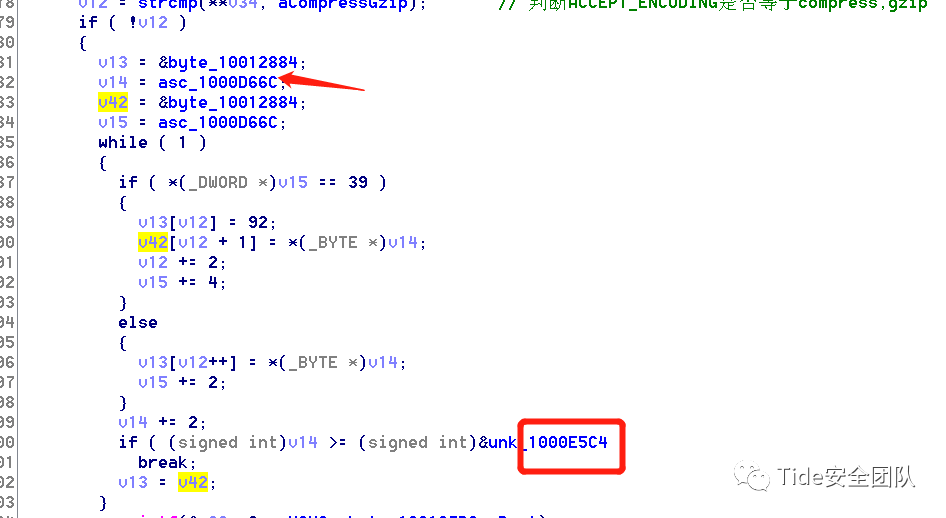 78 v12 = strcmp(**v34, aCompressGzip); // 判断ACCEPT_ENCODING是否等于compress,gzip
79 if ( !v12 )
80 {
81 v13 = &byte_10012884;
82 v14 = asc_1000D66C;
83 v42 = &byte_10012884;
84 v15 = asc_1000D66C;
85 while ( 1 )
86 {
87 if ( *(_DWORD *)v15 == 39 )
88 {
89 v13[v12] = 92;
90 v42[v12 + 1] = *(_BYTE *)v14;
91 v12 += 2;
92 v15 += 4;
93 }
94 else
95 {
96 v13[v12++] = *(_BYTE *)v14;
97 v15 += 2;
98 }
99 v14 += 2;
00 if ( (signed int)v14 >= (signed int)&unk_1000E5C4
01 break;
02 v13 = v42;
03 }
Tide安全团队